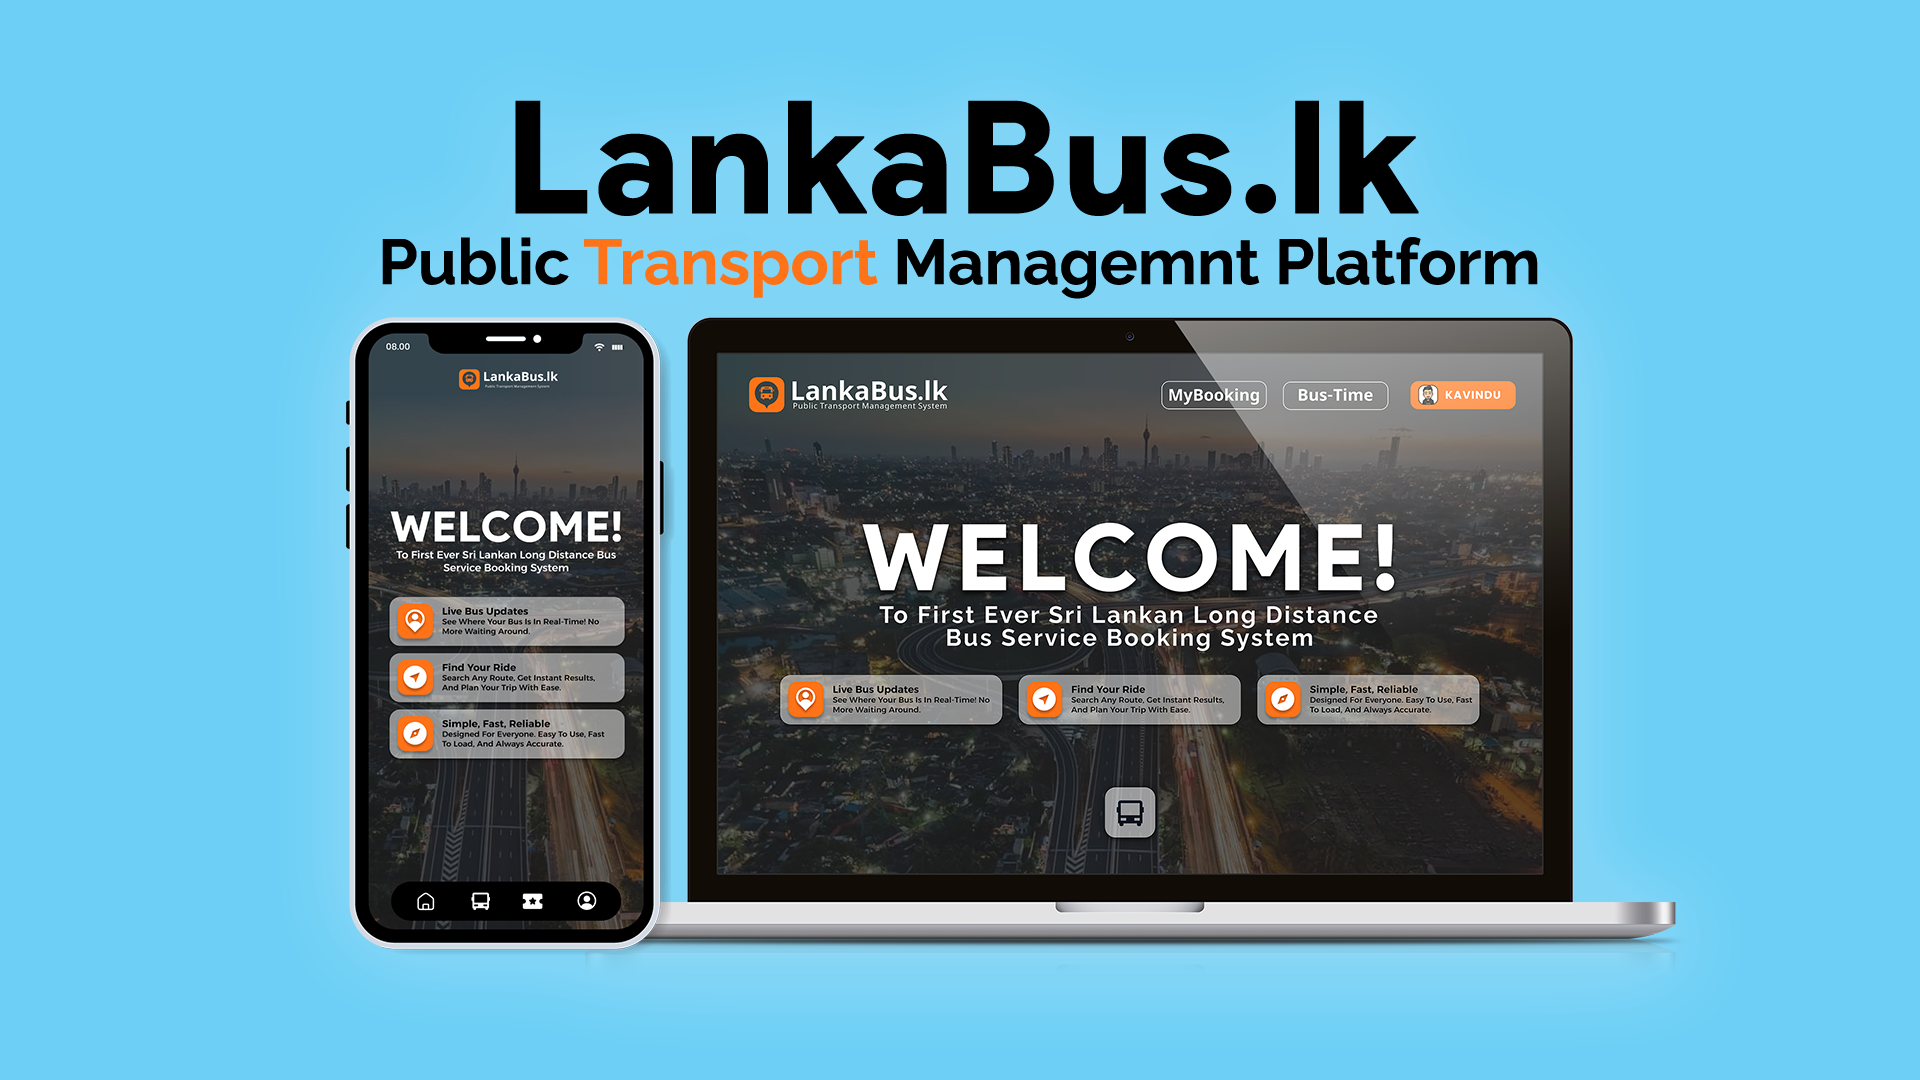 LankaBus.lk
Public Transport Managemnt Platform
08.00
LankaBus.lk
Public Transport Management System
WELCOME!
To First Ever Sri Lankan Long Distance Bus
Service Booking System
Live Bus Updates
See Where Your Bus Is In Real-Time! No
More Waiting Around.
Find Your Ride
Search Any Route, Get Instant Results,
And Plan Your Trip With Ease.
Simple, Fast, Reliable
Designed For Everyone. Easy To Use, Fast
To Load, And Always Accurate.
LankaBus.lk
Public Transport Management System
MyBooking
Bus-Time
KAVINDU
WELCOME!
To First Ever Sri Lankan Long Distance
Bus Service Booking System
Live Bus Updates
See Where Your Bus Is In Real-Time! No
More Waiting Around.
Find Your Ride
Search Any Route, Get Instant Results,
And Plan Your Trip With Ease.
Simple, Fast, Reliable
Designed For Everyone. Easy To Use, Fast
To Load, And Always Accurate.